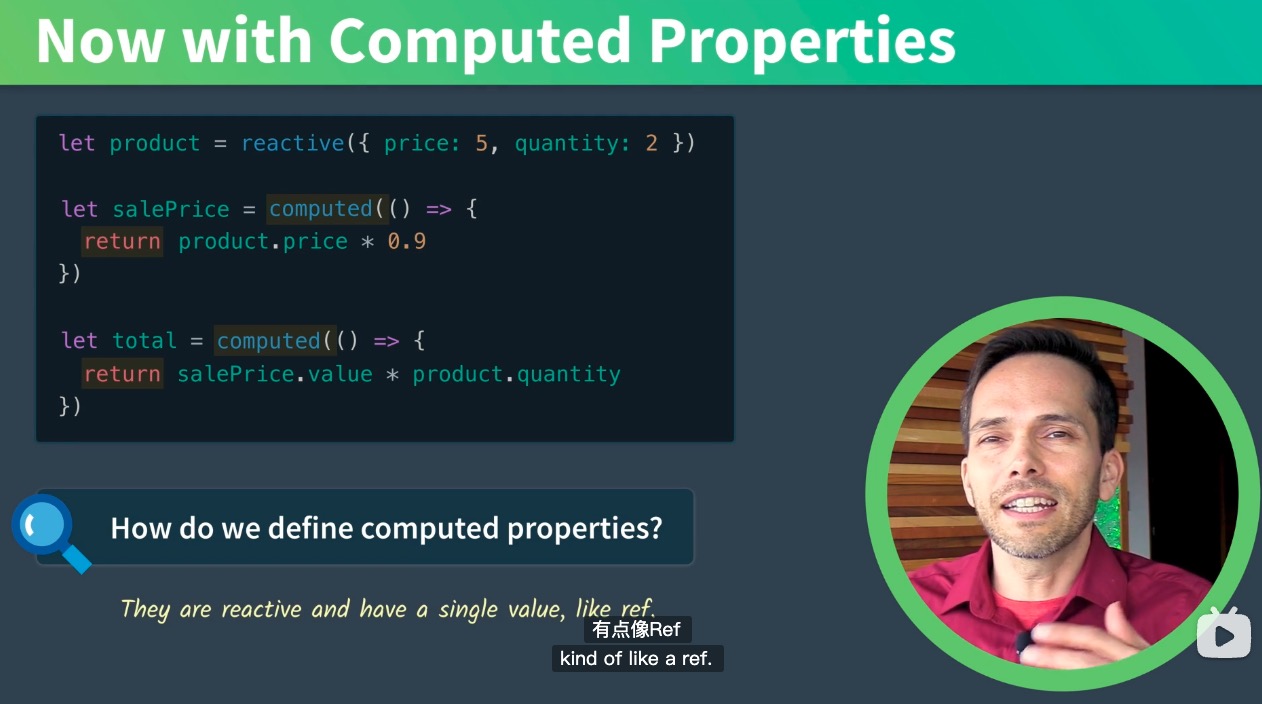 Now with Computed Properties
let product = reactive({ price: 5, quantity: 2 })
let salePrice = computed(() => {
  return product.price * 0.9
})
let total = computed(() => {
  return salePrice.value * product.quantity
})
How do we define computed properties?
They are reactive and have a single value, like ref.
有点像Ref
kind of like a ref.